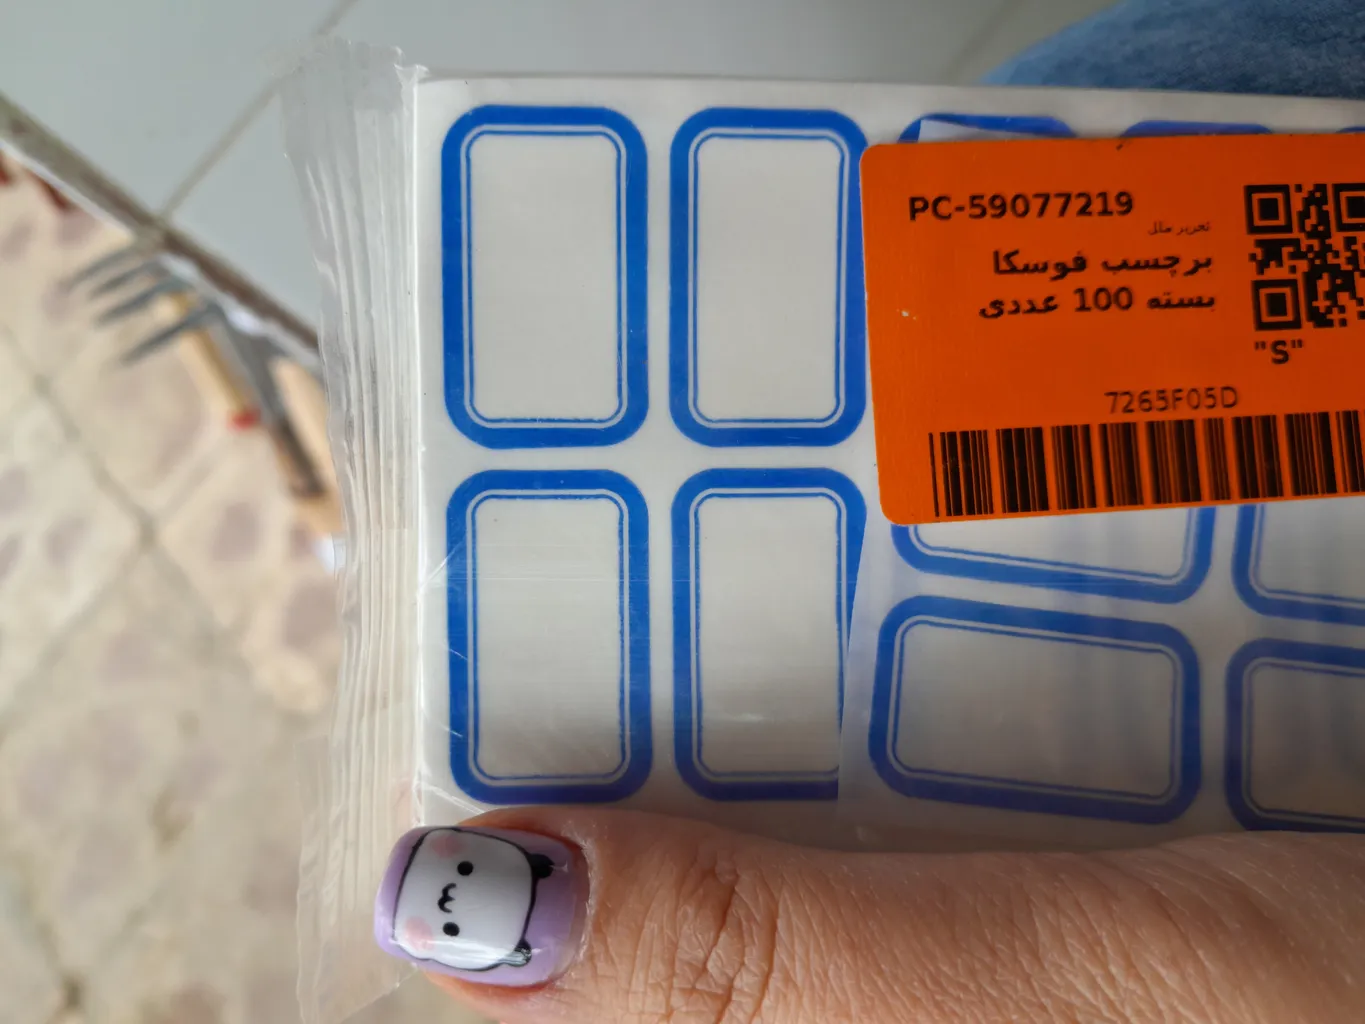 PC-59077219
تحریر ملل
برچسب فوسکا
بسته 100 عددی
"S"
7265F05D